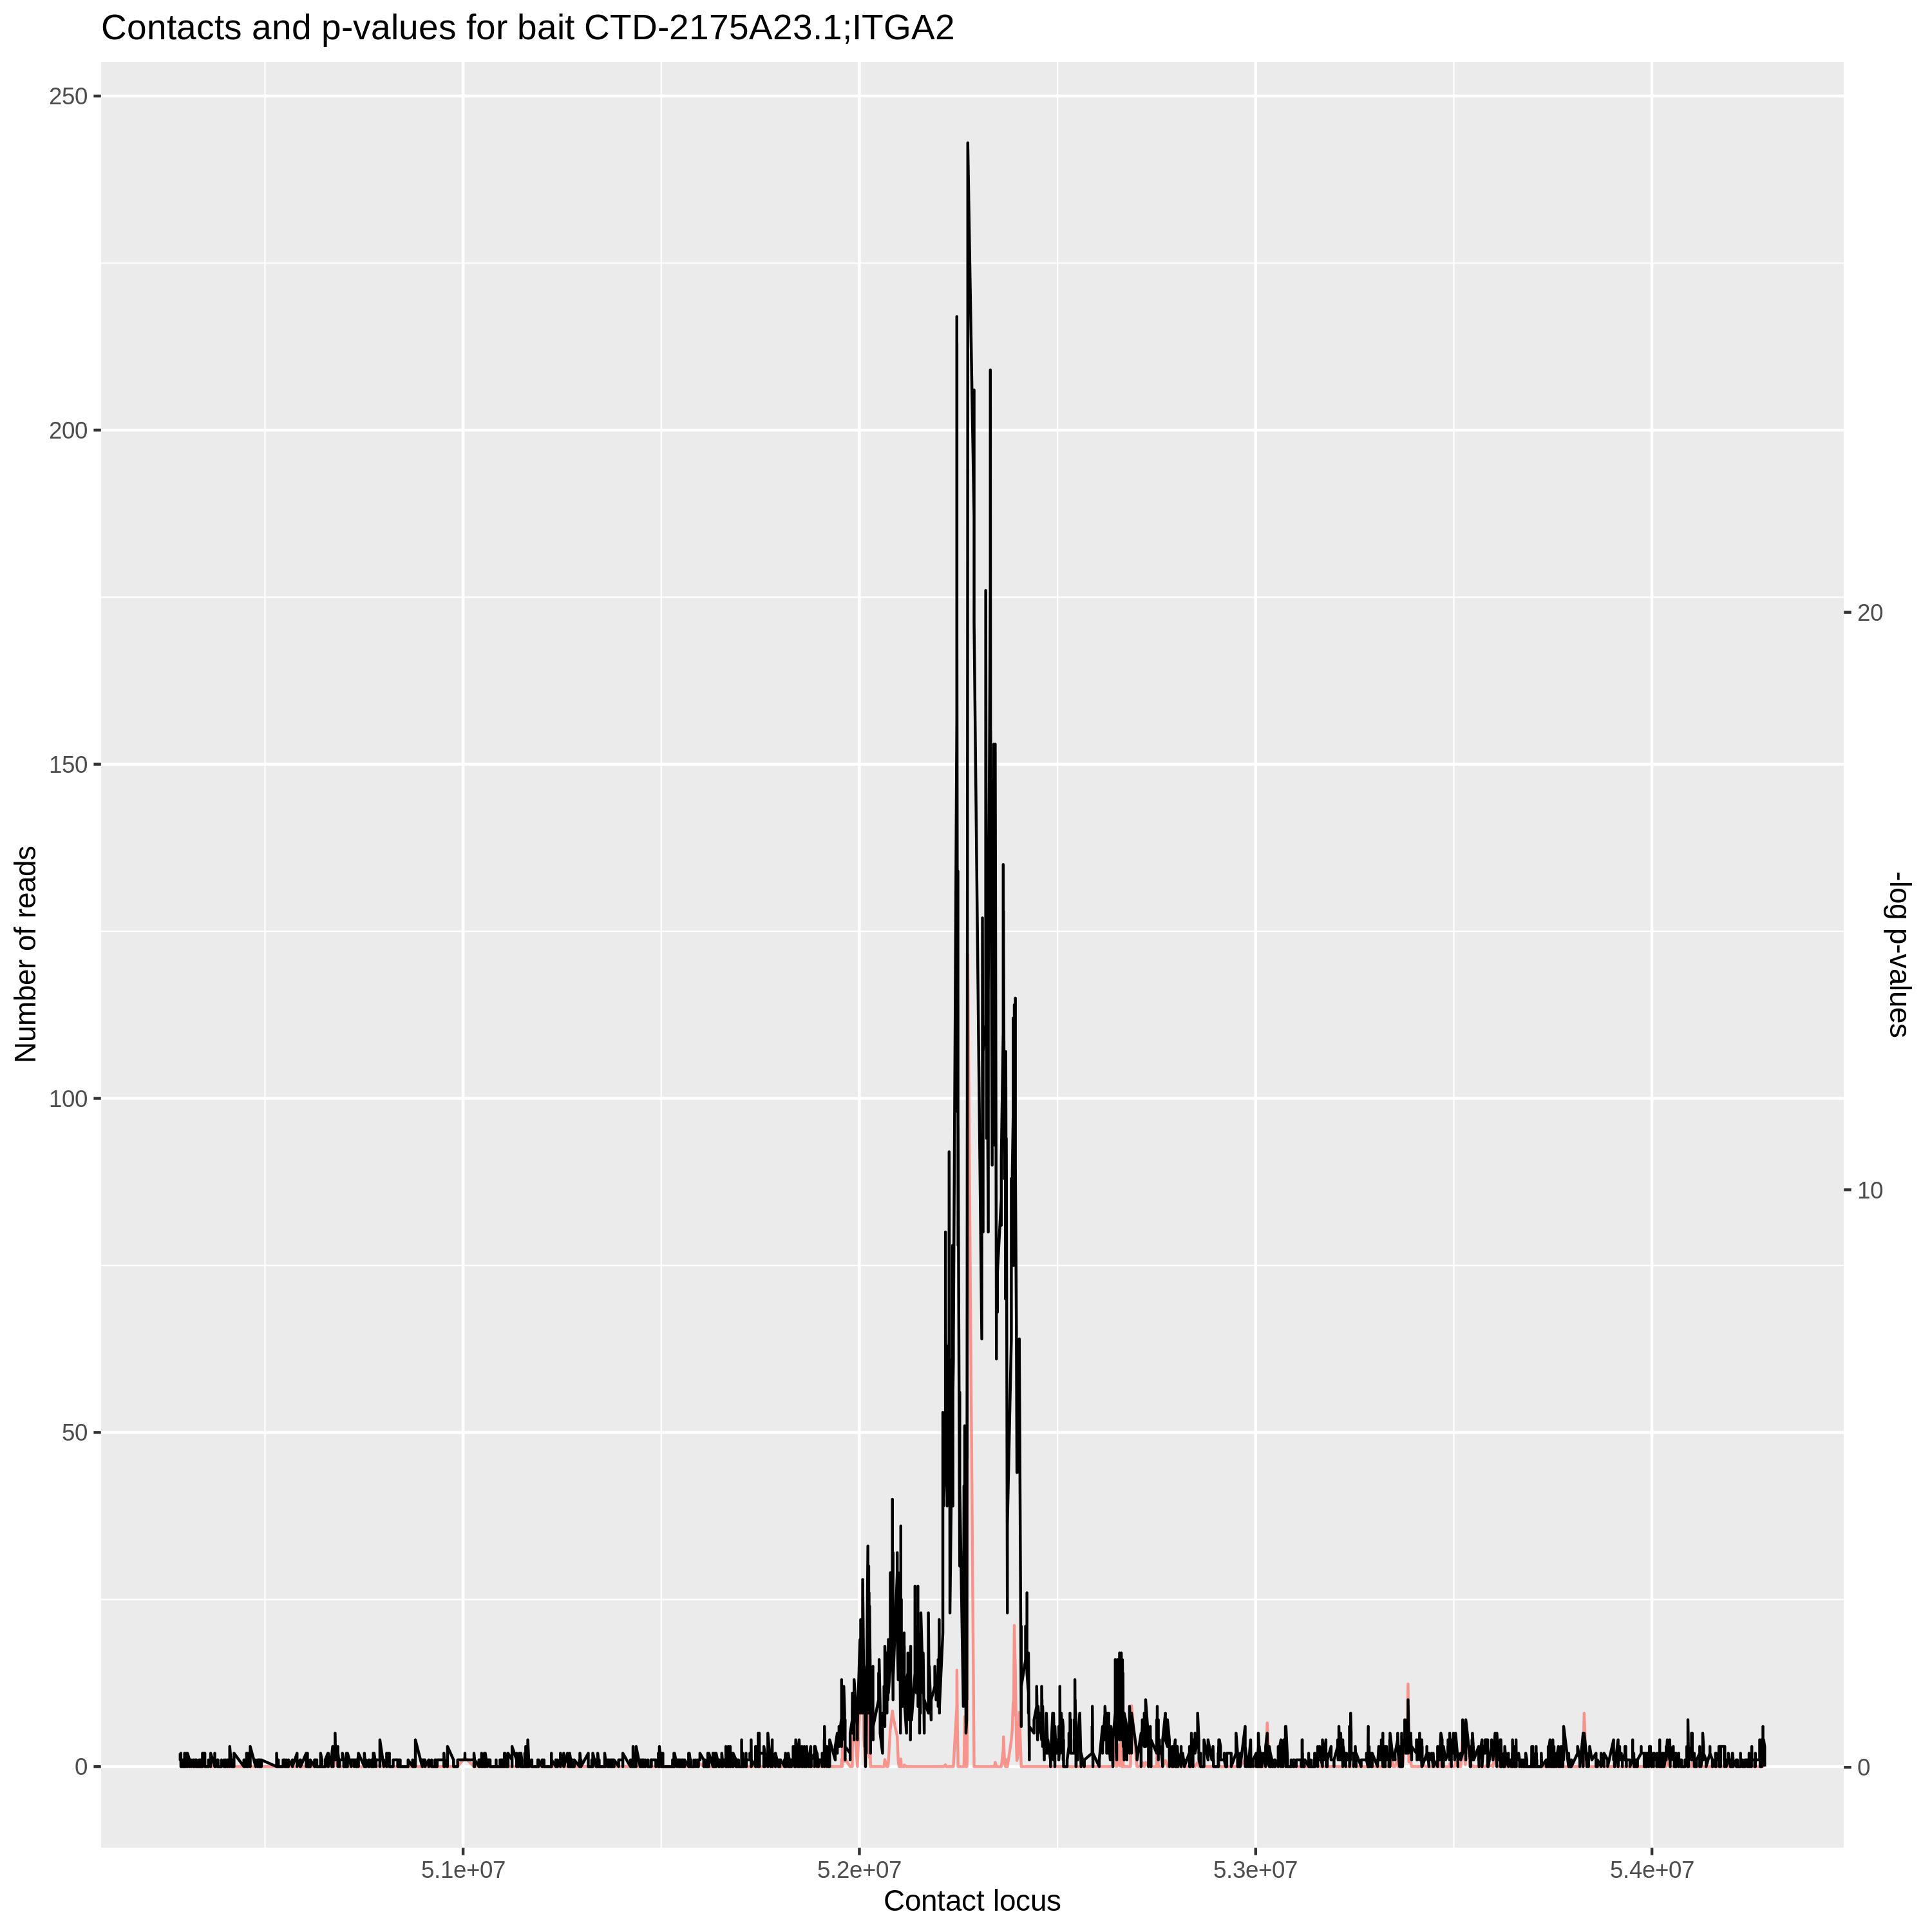 Contacts and p-values for bait CTD-2175A23.1;ITGA2
250
200
150
100
50
0
Number of reads
20
10
0
-log p-values
5.1e+07
5.2e+07
5.3e+07
5.4e+07
Contact locus